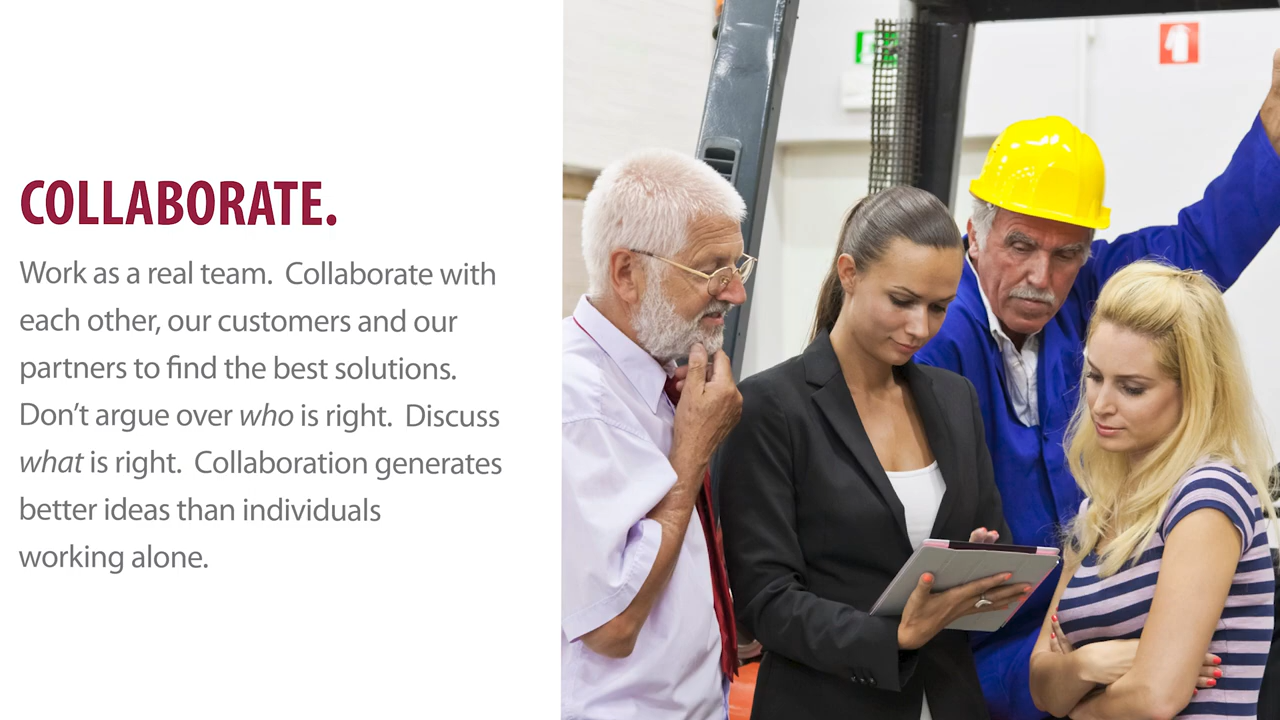 COLLABORATE.
Work as a real team.  Collaborate with
each other, our customers and our
partners to find the best solutions.
Don’t argue over who is right.  Discuss
what is right.  Collaboration generates
better ideas than individuals
working alone.